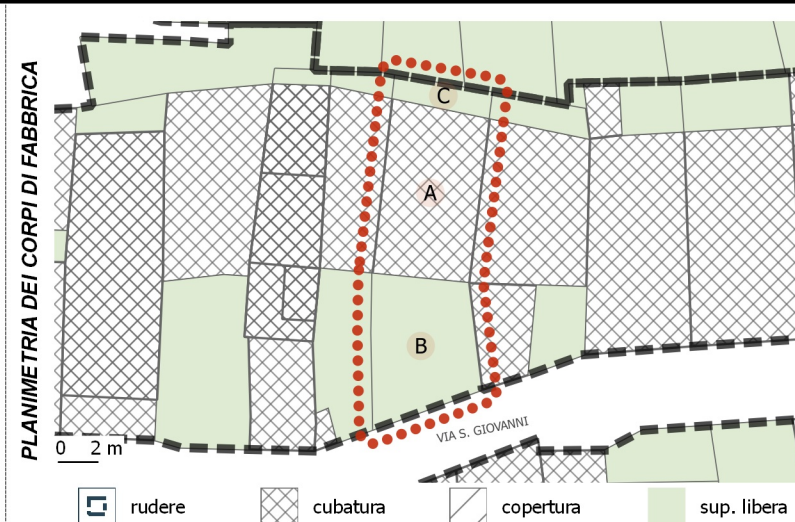 PLANIMETRIA DEI CORPI DI FABBRICA
C
A
B
VIA S. GIOVANNI
0 2 m
rudere cubatura copertura sup. libera